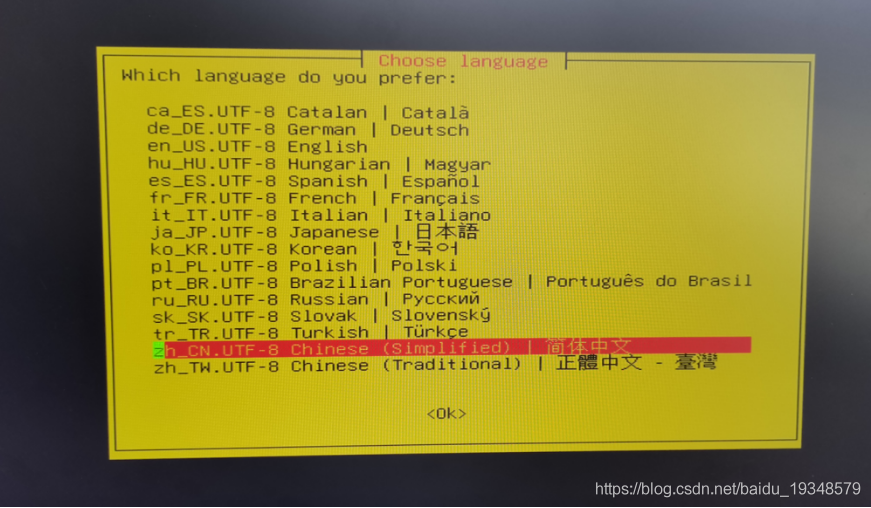 Choose language
Which language do you prefer:
ca_ES.UTF-8 Catalan | Català
de_DE.UTF-8 German | Deutsch
en_US.UTF-8 English
hu_HU.UTF-8 Hungarian | Magyar
es_ES.UTF-8 Spanish | Español
fr_FR.UTF-8 French | Français
it_IT.UTF-8 Italian | Italiano
ja_JP.UTF-8 Japanese | 日本語
ko_KR.UTF-8 Korean | 한국어
pl_PL.UTF-8 Polish | Polski
pt_BR.UTF-8 Brazilian Portuguese | Português do Brasil
ru_RU.UTF-8 Russian | Русский
sk_SK.UTF-8 Slovak | Slovenský
tr_TR.UTF-8 Turkish | Türkçe
zh_CN.UTF-8 Chinese (Simplified) | 简体中文
zh_TW.UTF-8 Chinese (Traditional) | 正體中文 - 臺灣
<Ok>
https://blog.csdn.net/baidu_19348579